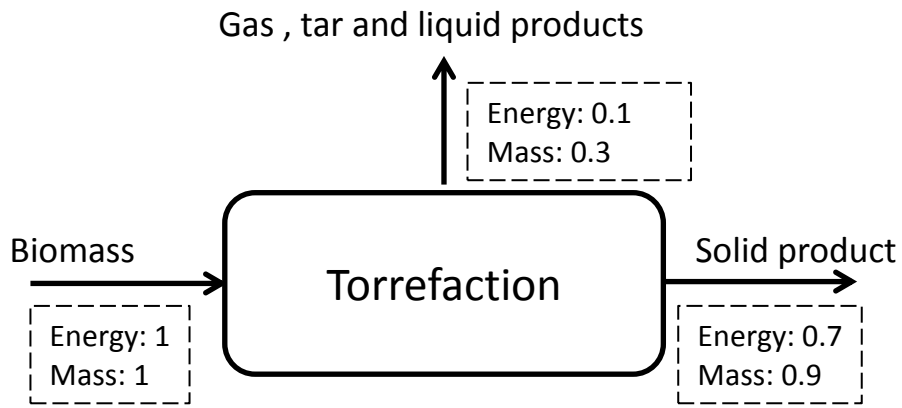 Gas , tar and liquid products
Energy: 0.1
Mass: 0.3
Biomass
Solid product
Torrefaction
Energy: 1
Mass: 1
Energy: 0.7
Mass: 0.9